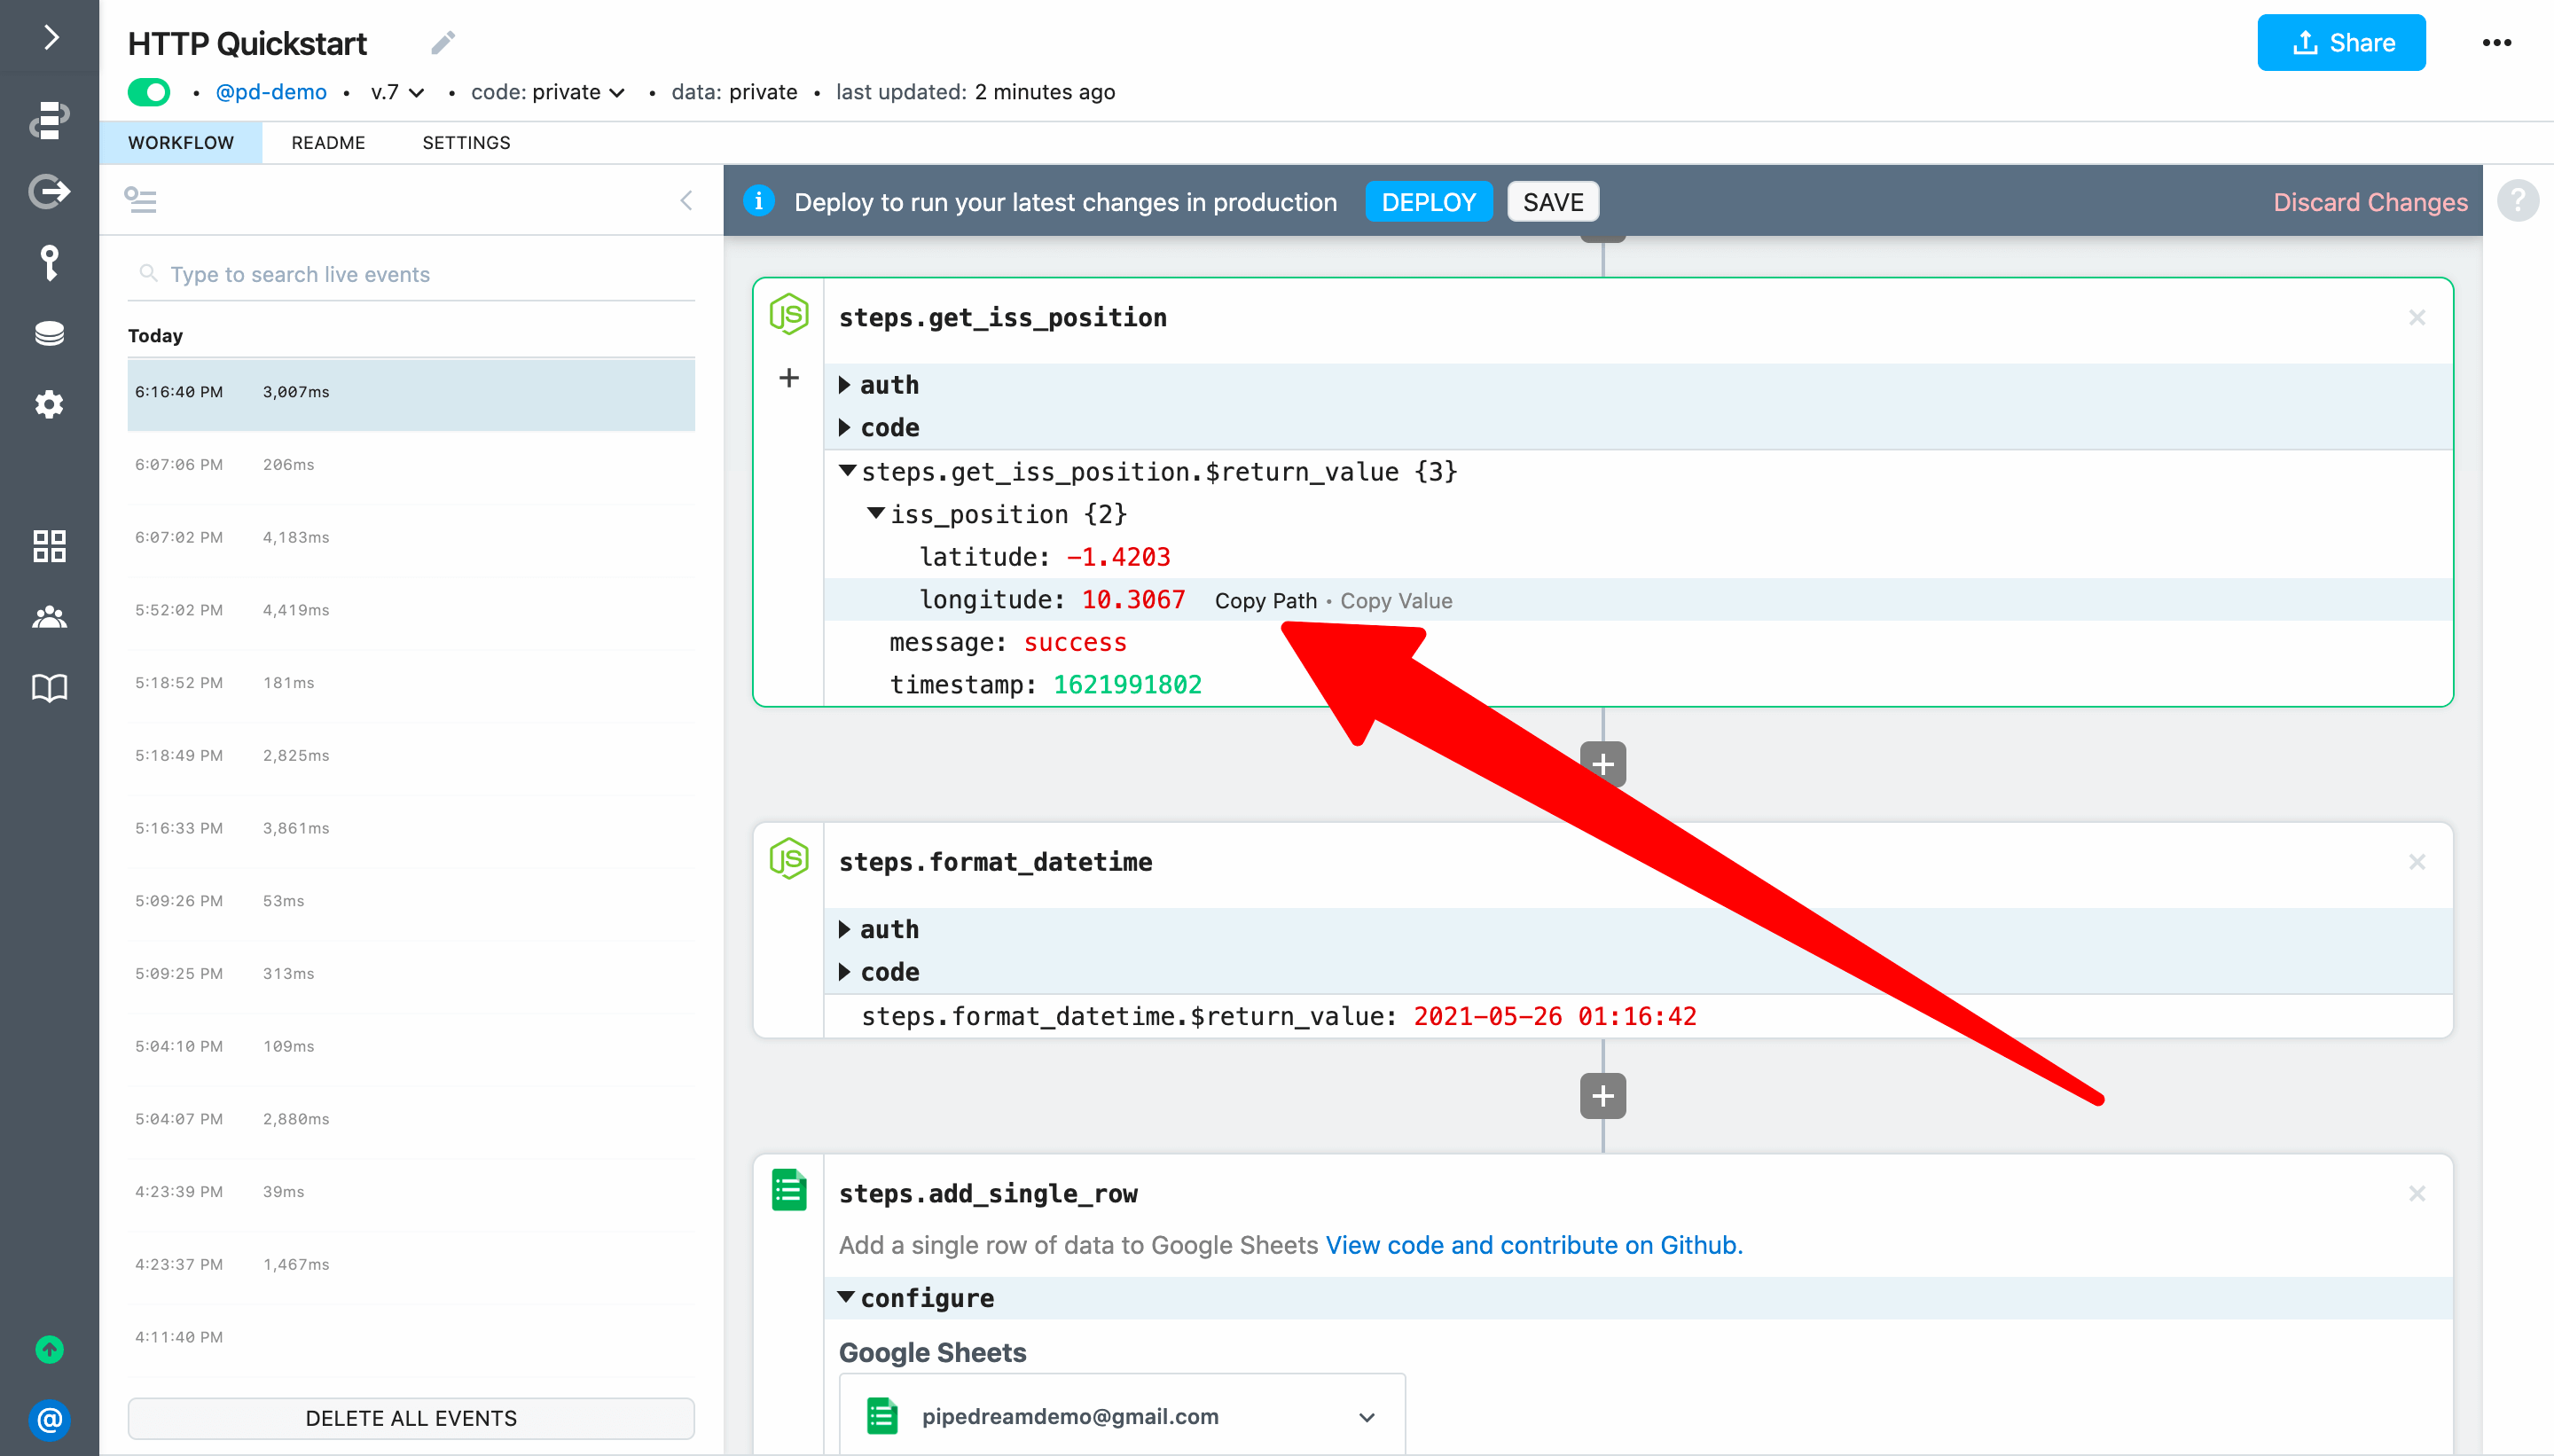 HTTP Quickstart
Share
• @pd-demo • v.7 • code: private • data: private • last updated: 2 minutes ago
WORKFLOW README SETTINGS
Deploy to run your latest changes in production DEPLOY SAVE Discard Changes ?
Type to search live events
Today
6:16:40 PM 3,007ms
6:07:06 PM 206ms
6:07:02 PM 4,183ms
5:52:02 PM 4,419ms
5:18:52 PM 181ms
5:18:49 PM 2,825ms
5:16:33 PM 3,861ms
5:09:26 PM 53ms
5:09:25 PM 313ms
5:04:10 PM 109ms
5:04:07 PM 2,880ms
4:23:39 PM 39ms
4:23:37 PM 1,467ms
4:11:40 PM
DELETE ALL EVENTS
@
JS steps.get_iss_position
auth
code
steps.get_iss_position.$return_value {3}
iss_position {2}
latitude: -1.4203
longitude: 10.3067 Copy Path • Copy Value
message: success
timestamp: 1621991802
JS steps.format_datetime
auth
code
steps.format_datetime.$return_value: 2021-05-26 01:16:42
steps.add_single_row
Add a single row of data to Google Sheets View code and contribute on Github.
configure
Google Sheets
pipedreamdemo@gmail.com